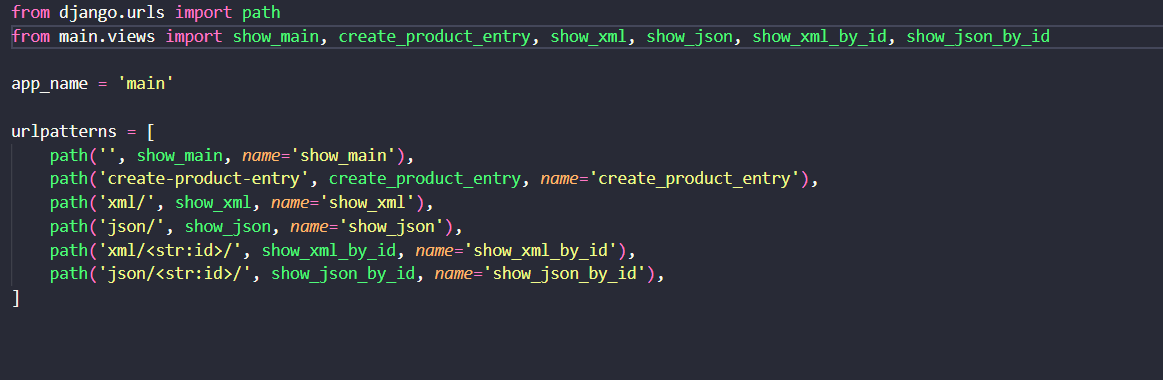 from django.urls import path
from main.views import show_main, create_product_entry, show_xml, show_json, show_xml_by_id, show_json_by_id
app_name = 'main'
urlpatterns = [
    path('', show_main, name='show_main'),
    path('create-product-entry', create_product_entry, name='create_product_entry'),
    path('xml/', show_xml, name='show_xml'),
    path('json/', show_json, name='show_json'),
    path('xml/<str:id>/', show_xml_by_id, name='show_xml_by_id'),
    path('json/<str:id>/', show_json_by_id, name='show_json_by_id'),
]